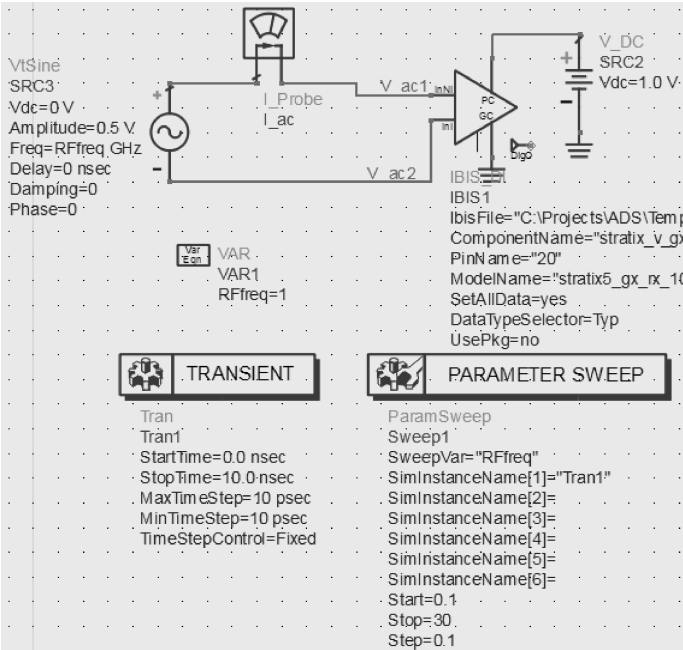 VtSine
SRC3
Vdc=0 V
Amplitude=0.5 V
Freq=RFfreq GHz
Delay=0 nsec
Damping=0
Phase=0
I_Probe
I_ac
V_ac1
V_ac2
InNI
InI
PC
GC
DigO
V_DC
SRC2
Vdc=1.0 V
IBIS_DI
IBIS1
IbisFile="C:\Projects\ADS\Temp
ComponentName="stratix_v_gx
PinName="20"
ModelName="stratix5_gx_rx_10
SetAllData=yes
DataTypeSelector=Typ
UsePkg=no
Var
Eqn
VAR
VAR1
RFfreq=1
TRANSIENT
Tran
Tran1
StartTime=0.0 nsec
StopTime=10.0 nsec
MaxTimeStep=10 psec
MinTimeStep=10 psec
TimeStepControl=Fixed
PARAMETER SWEEP
ParamSweep
Sweep1
SweepVar="RFfreq"
SimInstanceName[1]="Tran1"
SimInstanceName[2]=
SimInstanceName[3]=
SimInstanceName[4]=
SimInstanceName[5]=
SimInstanceName[6]=
Start=0.1
Stop=30
Step=0.1